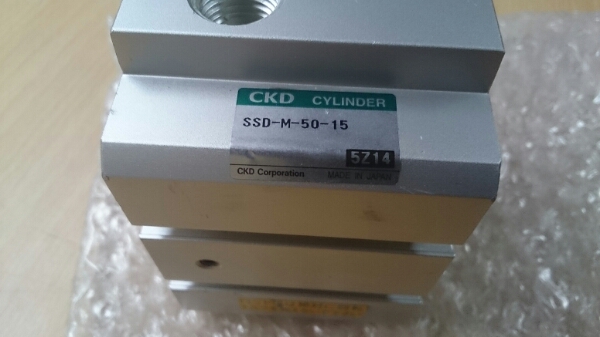 CKD CYLINDER
SSD-M-50-15
5Z14
CKD Corporation MADE IN JAPAN